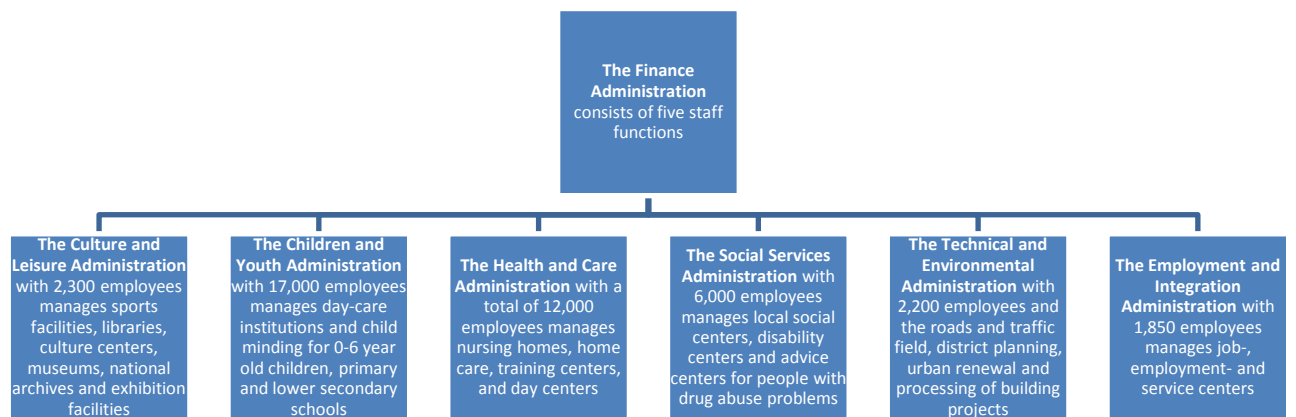 The Finance
Administration
consists of five staff
functions
The Culture and
Leisure Administration
with 2,300 employees
manages sports
facilities, libraries,
culture centers,
museums, national
archives and exhibition
facilities
The Children and
Youth Administration
with 17,000 employees
manages day-care
institutions and child
minding for 0-6 year
old children, primary
and lower secondary
schools
The Health and Care
Administration with a
total of 12,000
employees manages
nursing homes, home
care, training centers,
and day centers
The Social Services
Administration with
6,000 employees
manages local social
centers, disability
centers and advice
centers for people with
drug abuse problems
The Technical and
Environmental
Administration with
2,200 employees and
the roads and traffic
field, district planning,
urban renewal and
processing of building
projects
The Employment and
Integration
Administration with
1,850 employees
manages job-,
employment- and
service centers